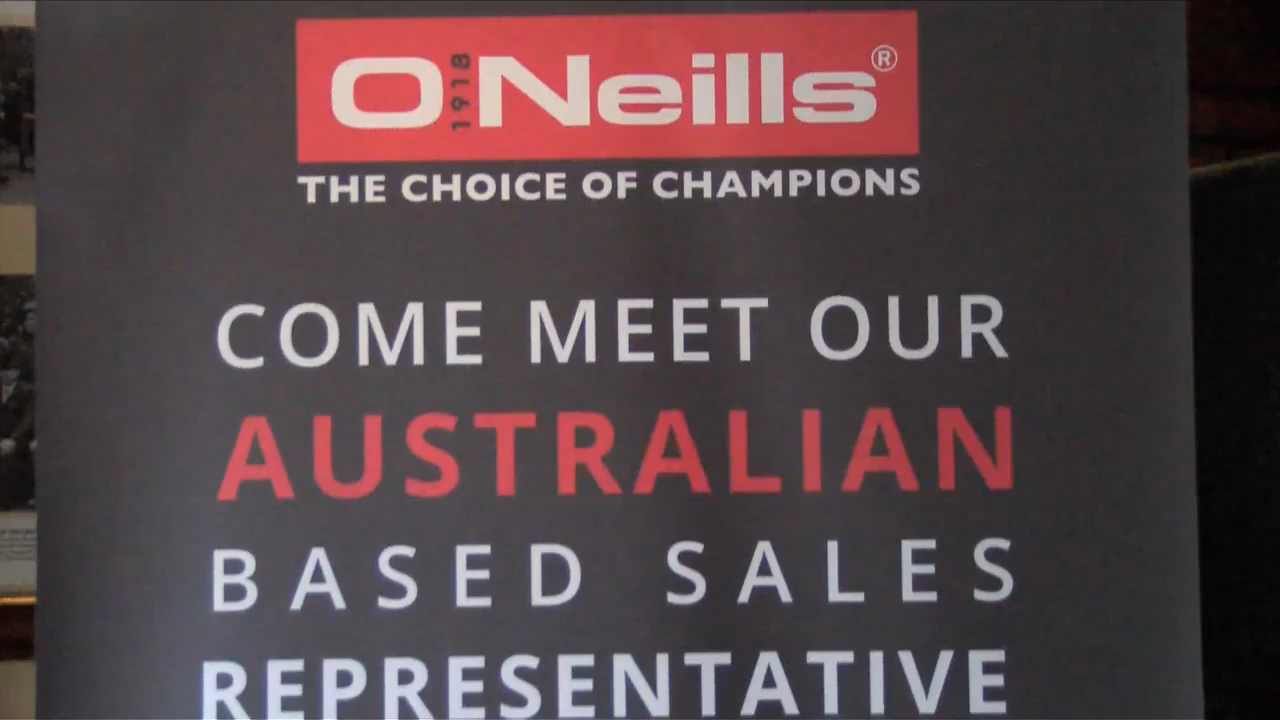 O'Neills®
1918
THE CHOICE OF CHAMPIONS
COME MEET OUR
AUSTRALIAN
BASED SALES
REPRESENTATIVE